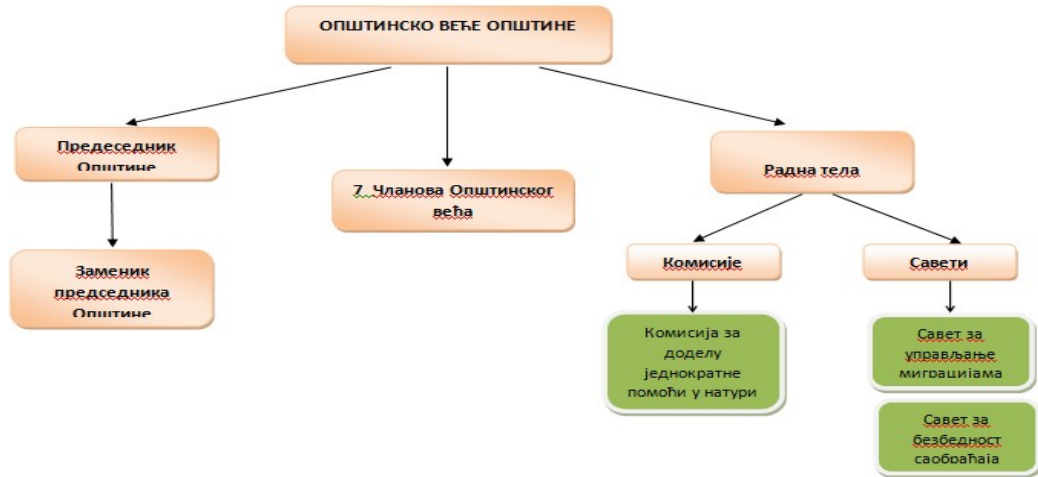 ОПШТИНСКО ВЕЋЕ ОПШТИНЕ
Предеседник
Општине
7 Чланова Општинског
већа
Радна тела
Заменик
председника
Општине
Комисије
Савети
Комисија за
доделу
једнократне
помоћи у натури
Савет за
управљање
миграцијама
Савет за
безбедност
саобраћаја